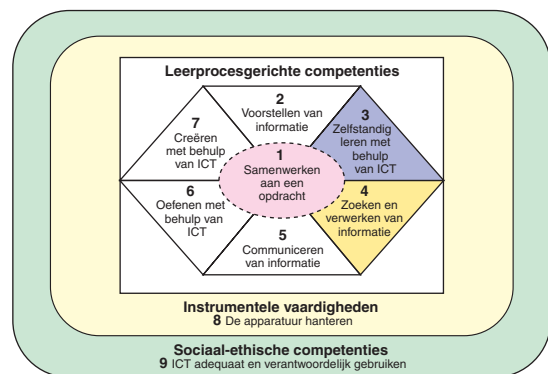 Leerprocesgerichte competenties
2
Voorstellen van
informatie
7
Creëren
met behulp
van ICT
3
Zelfstandig
leren met
behulp
van ICT
1
Samenwerken
aan een
opdracht
6
Oefenen met
behulp van
ICT
4
Zoeken en
verwerken van
informatie
5
Communiceren
van informatie
Instrumentele vaardigheden
8 De apparatuur hanteren
Sociaal-ethische competenties
9 ICT adequaat en verantwoordelijk gebruiken